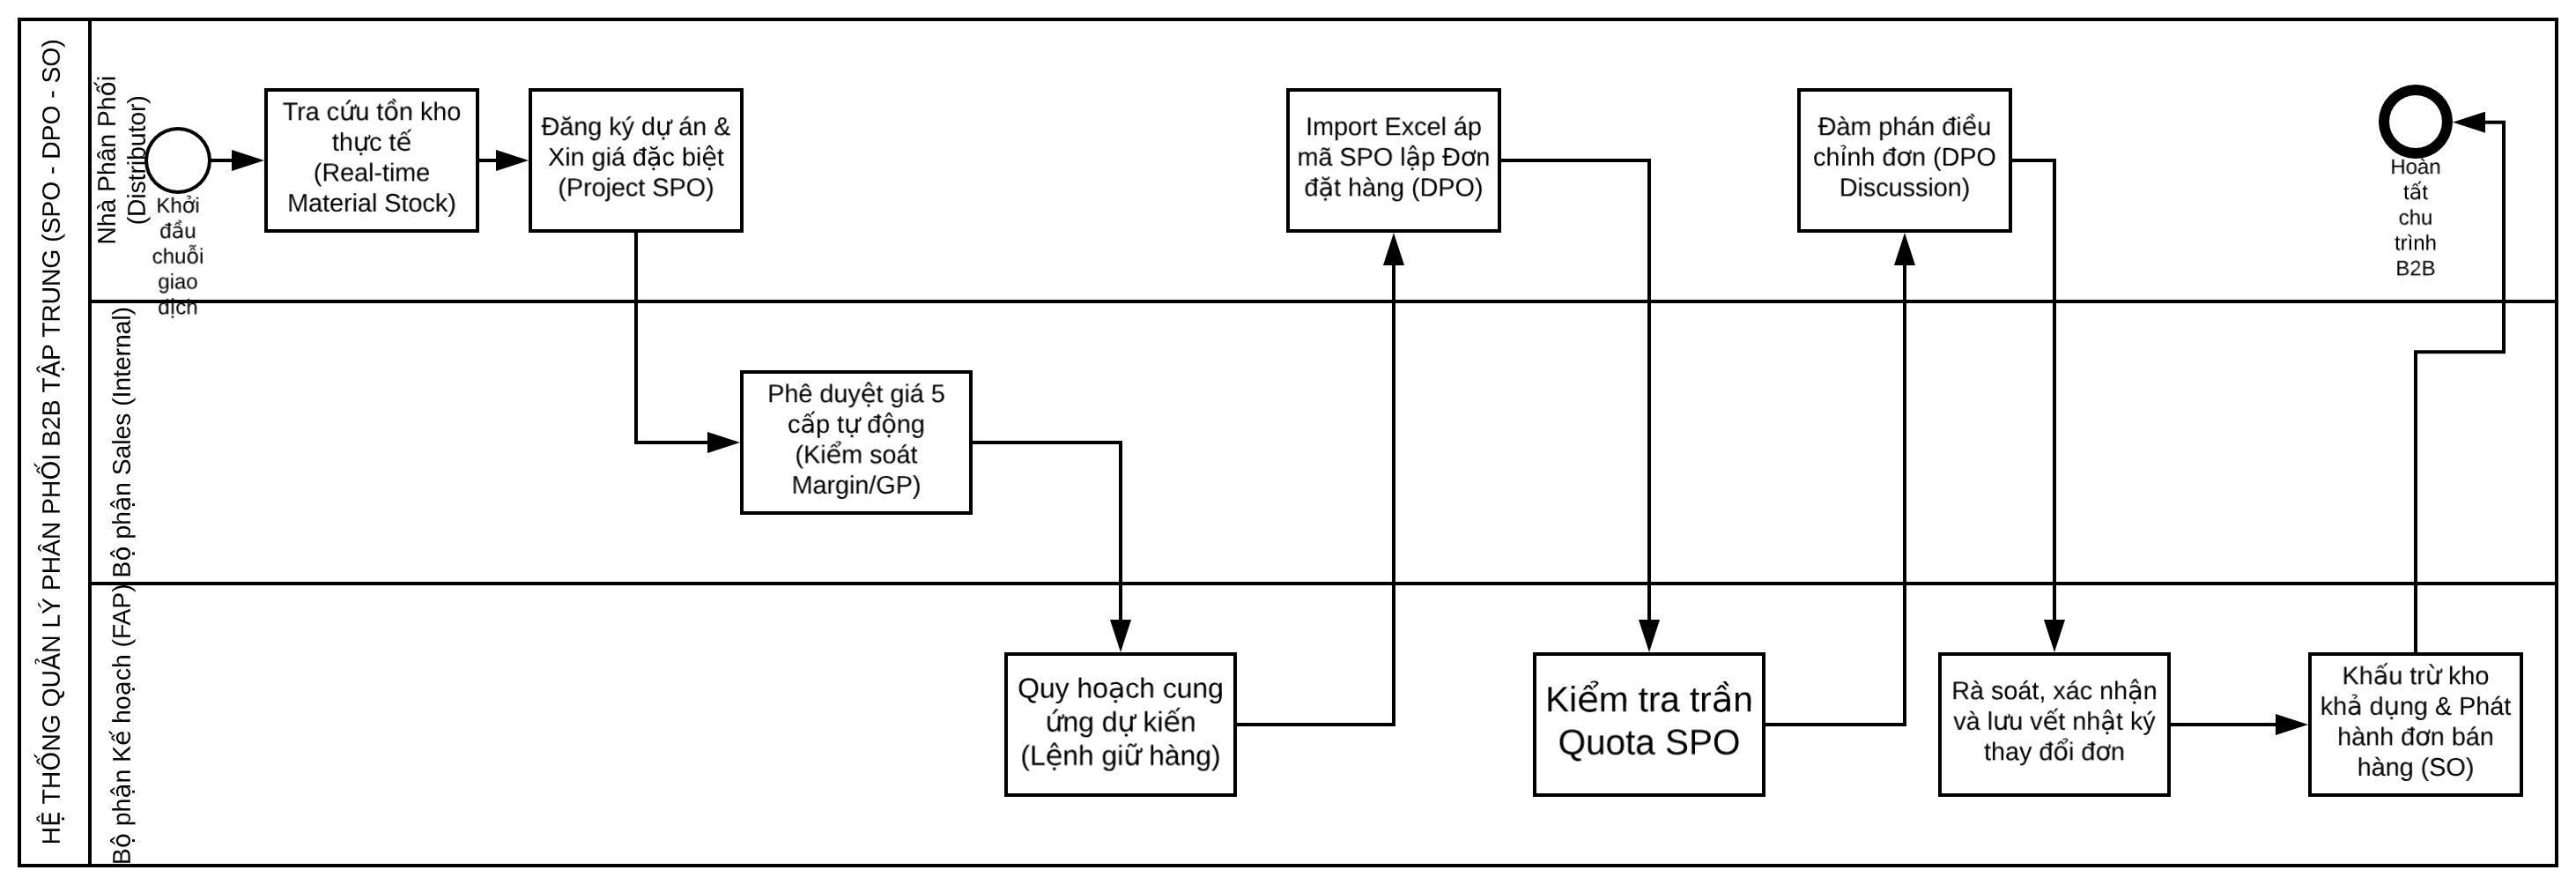 HỆ THỐNG QUẢN LÝ PHÂN PHỐI B2B TẬP TRUNG (SPO - DPO - SO)
Nhà Phân Phối
(Distributor)
Khởi
đầu
chuỗi
giao
dịch
Tra cứu tồn kho
thực tế
(Real-time
Material Stock)
Đăng ký dự án &
Xin giá đặc biệt
(Project SPO)
Import Excel áp
mã SPO lập Đơn
đặt hàng (DPO)
Đàm phán điều
chỉnh đơn (DPO
Discussion)
Hoàn
tất
chu
trình
B2B
Bộ phận Sales (Internal)
Phê duyệt giá 5
cấp tự động
(Kiểm soát
Margin/GP)
Bộ phận Kế hoạch (FAP)
Quy hoạch cung
ứng dự kiến
(Lệnh giữ hàng)
Kiểm tra trần
Quota SPO
Rà soát, xác nhận
và lưu vết nhật ký
thay đổi đơn
Khấu trừ kho
khả dụng & Phát
hành đơn bán
hàng (SO)